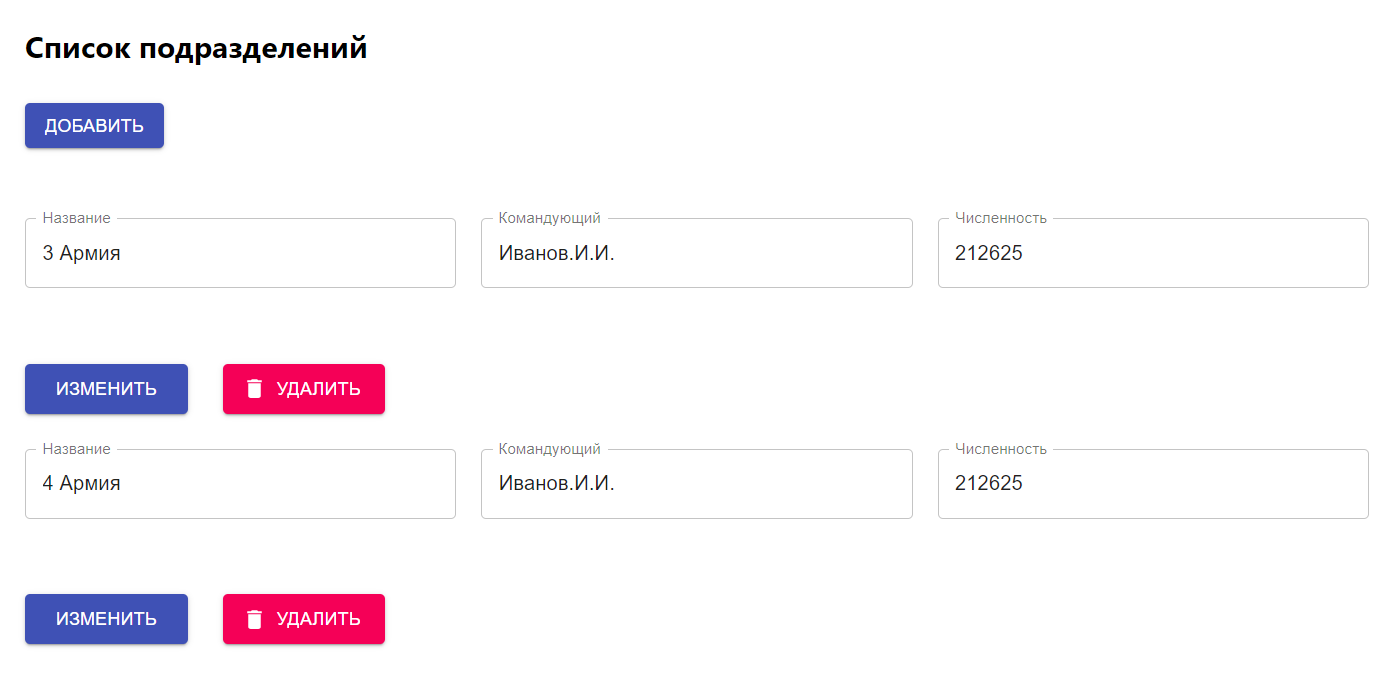 Список подразделений
ДОБАВИТЬ
Название Командующий Численность
3 Армия Иванов.И.И. 212625
ИЗМЕНИТЬ УДАЛИТЬ
Название Командующий Численность
4 Армия Иванов.И.И. 212625
ИЗМЕНИТЬ УДАЛИТЬ